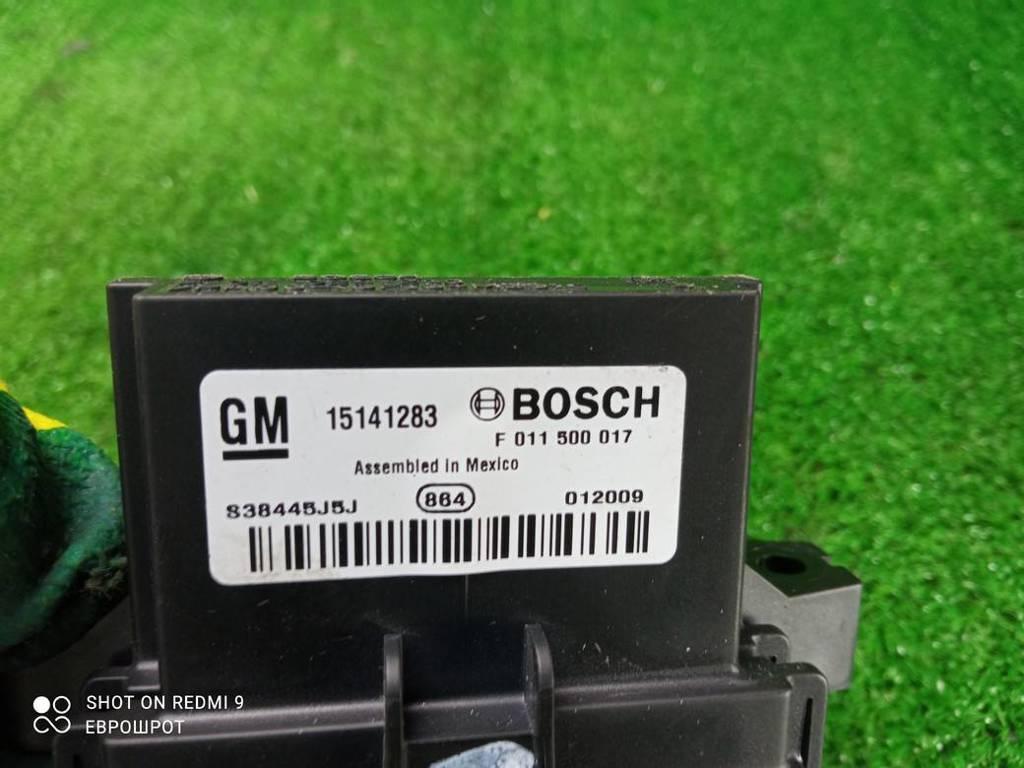 GM 15141283 BOSCH
F 011 500 017
Assembled in Mexico
S38445J5J 864 012009
SHOT ON REDMI 9
ЕВРОШРОТ